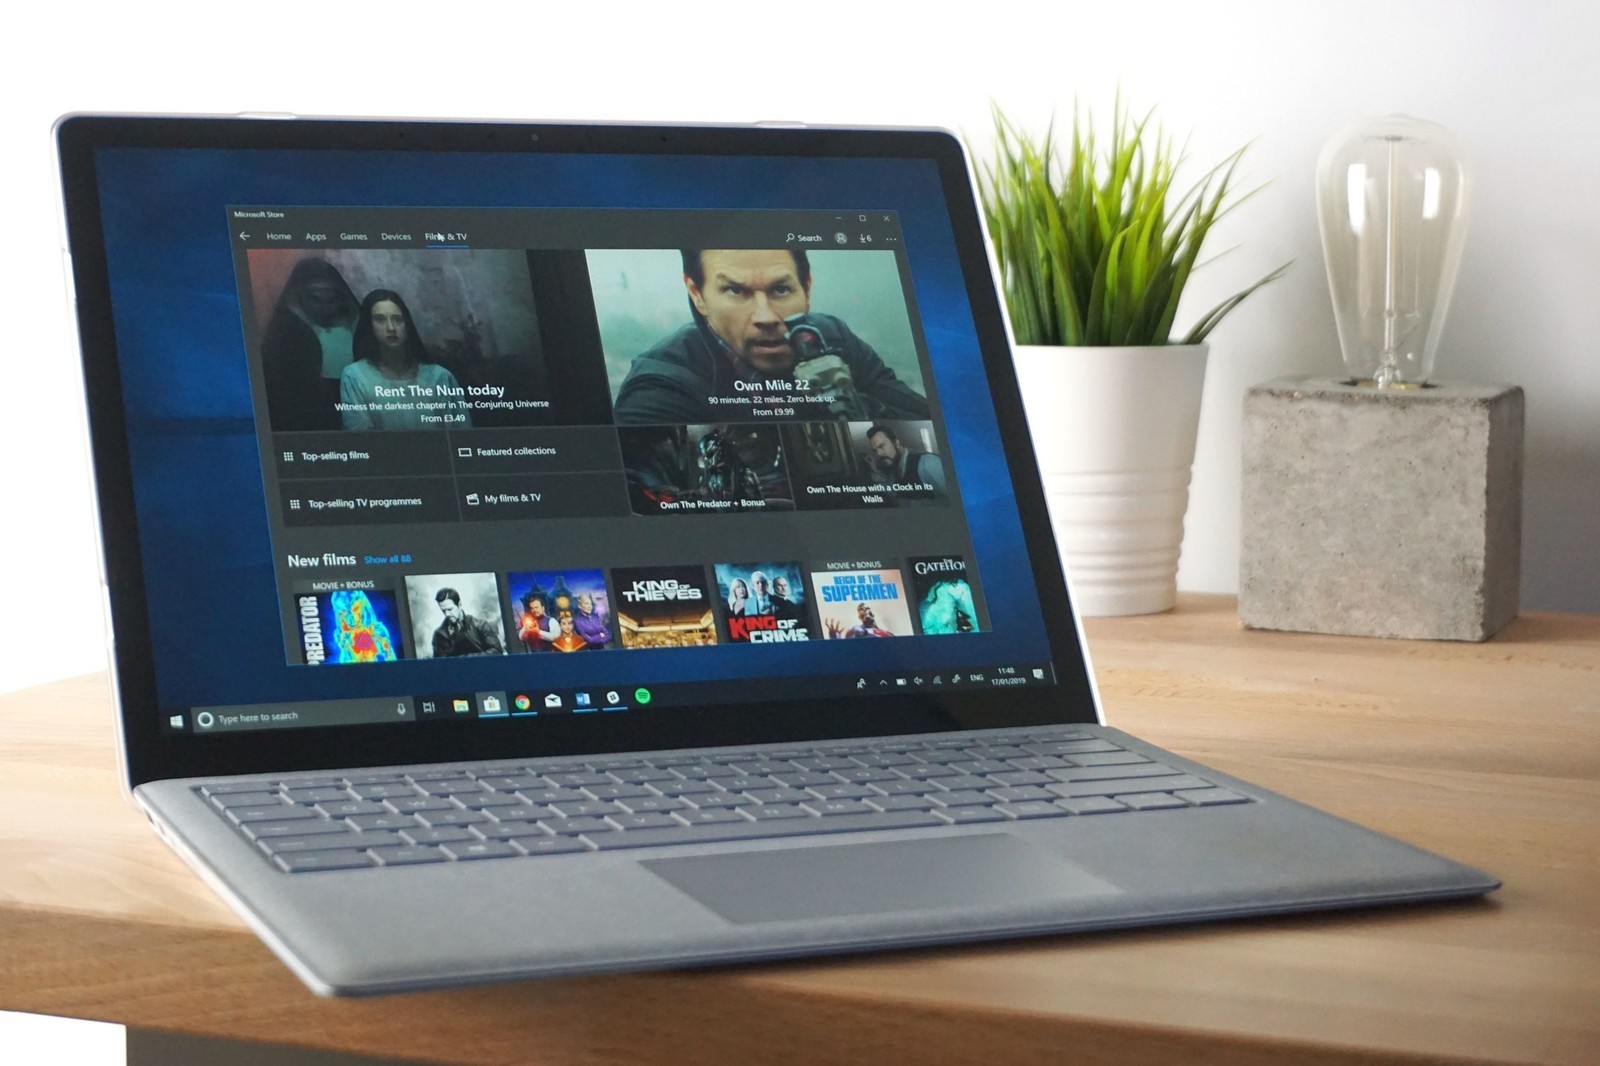 Microsoft Store
Home Apps Games Devices Films & TV
Search
6
Rent The Nun today
Witness the darkest chapter in The Conjuring Universe
From £3.49
Own Mile 22
90 minutes. 22 miles. Zero back up.
From £9.99
Top-selling films
Featured collections
Top-selling TV programmes
My films & TV
Own The Predator + Bonus
Own The House with a Clock in its
Walls
New films Show all 88
MOVIE + BONUS
PREDATOR
KING OF
THIEVES
KING OF
CRIME
MOVIE + BONUS
REIGN OF THE
SUPERMEN
THE
GATEHO
Type here to search
ENG
11:48
17/01/2019